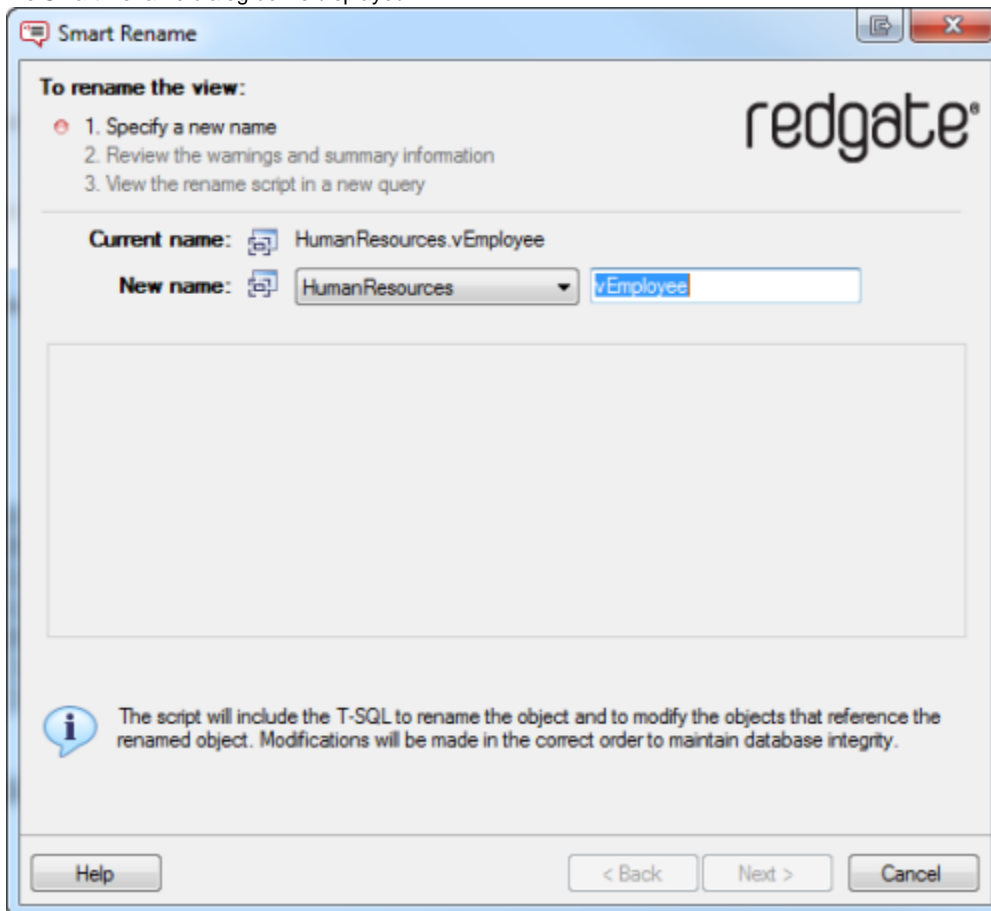 Smart Rename
To rename the view:
redgate®
1. Specify a new name
2. Review the warnings and summary information
3. View the rename script in a new query
Current name: HumanResources.vEmployee
New name: HumanResources vEmployee
The script will include the T-SQL to rename the object and to modify the objects that reference the
renamed object. Modifications will be made in the correct order to maintain database integrity.
Help < Back Next > Cancel